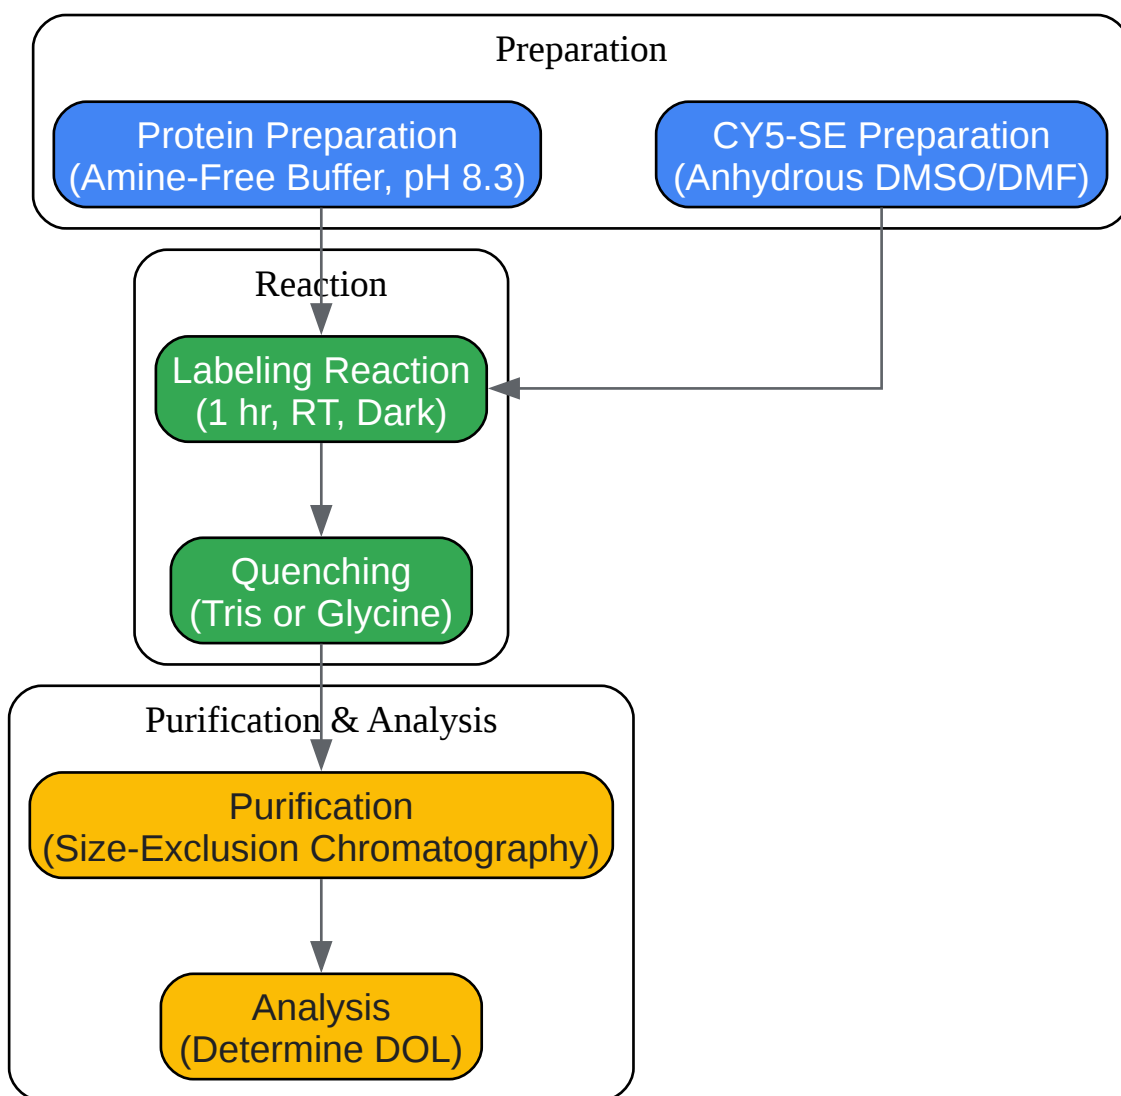 Preparation
Protein Preparation
(Amine-Free Buffer, pH 8.3)
CY5-SE Preparation
(Anhydrous DMSO/DMF)
Reaction
Labeling Reaction
(1 hr, RT, Dark)
Quenching
(Tris or Glycine)
Purification & Analysis
Purification
(Size-Exclusion Chromatography)
Analysis
(Determine DOL)